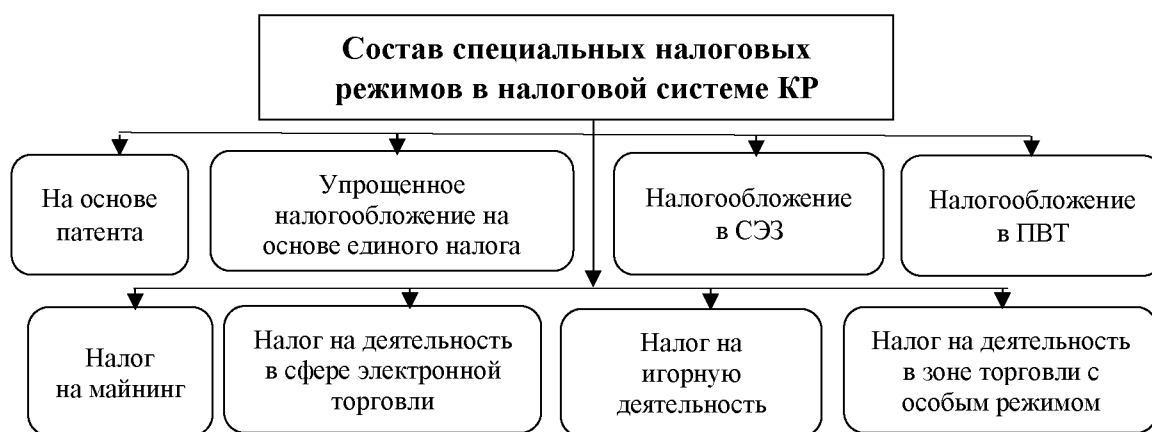 Состав специальных налоговых
режимов в налоговой системе КР
На основе
патента
Упрощенное
налогообложение на
основе единого налога
Налогообложение
в СЭЗ
Налогообложение
в ПВТ
Налог
на майнинг
Налог на деятельность
в сфере электронной
торговли
Налог на
игорную
деятельность
Налог на деятельность
в зоне торговли с
особым режимом